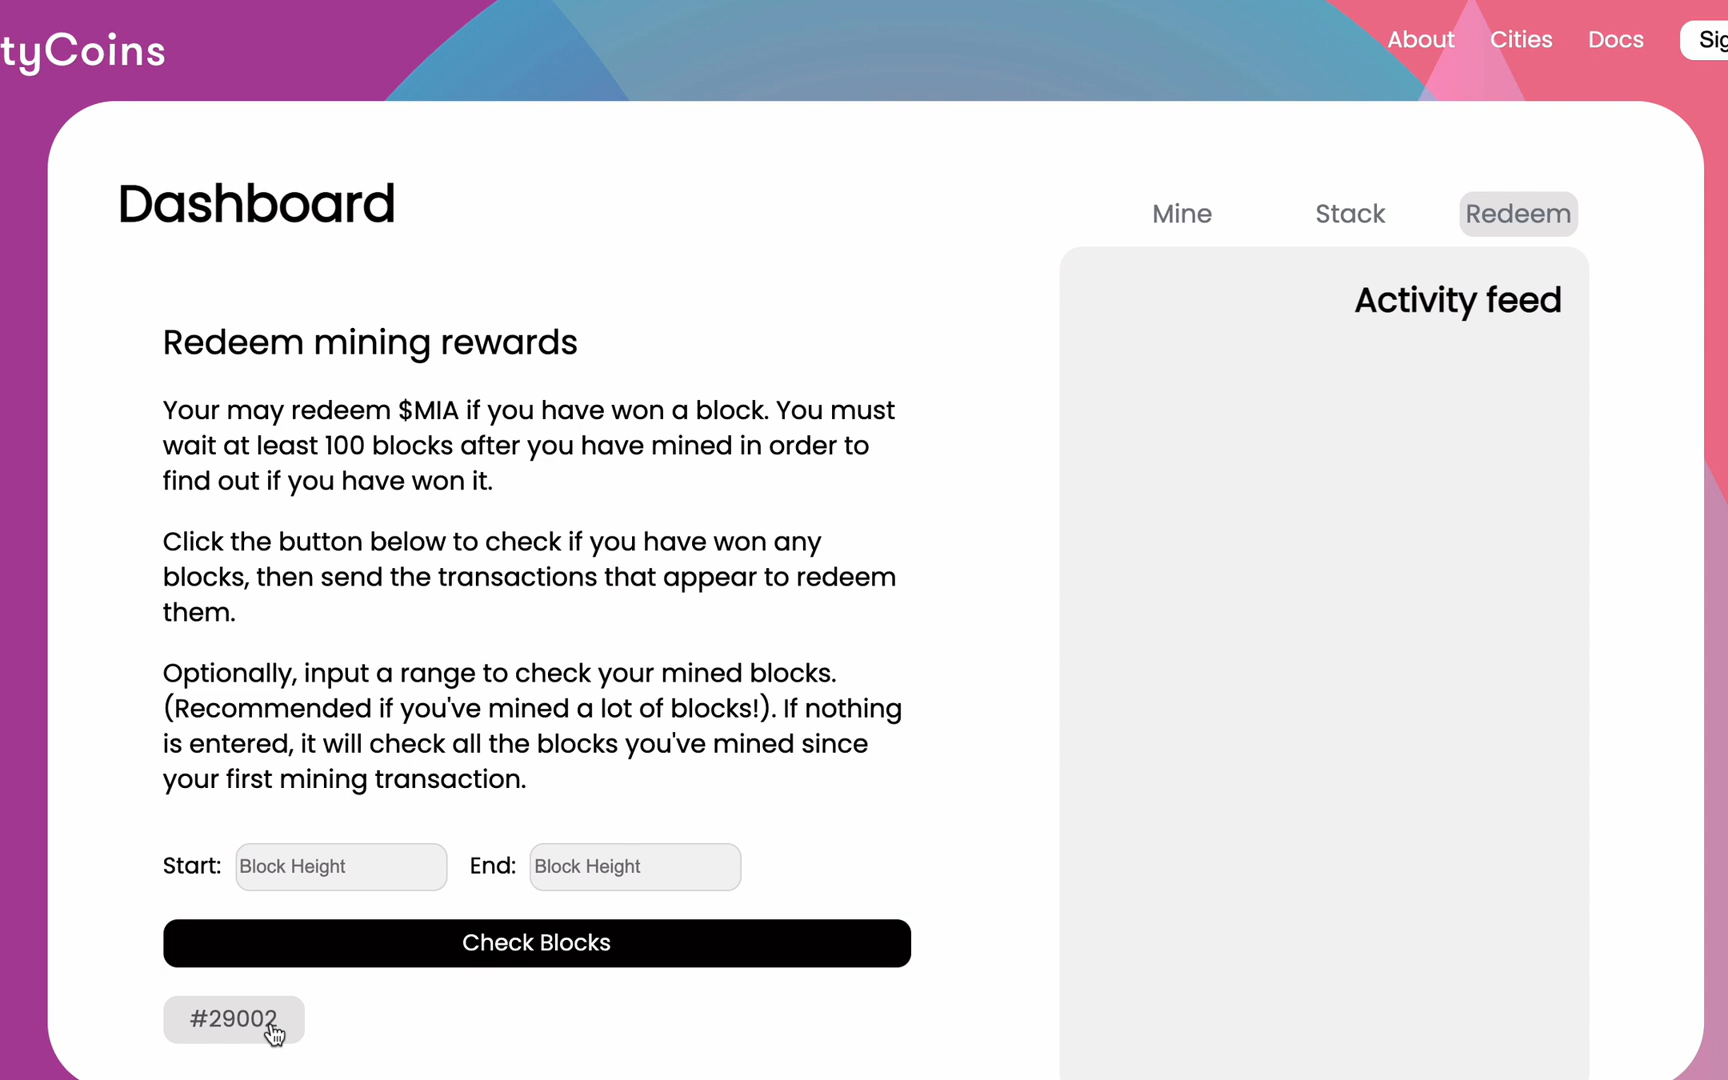 tyCoins
About Cities Docs Sig
Dashboard
Mine Stack Redeem
Activity feed
Redeem mining rewards
Your may redeem $MIA if you have won a block. You must
wait at least 100 blocks after you have mined in order to
find out if you have won it.
Click the button below to check if you have won any
blocks, then send the transactions that appear to redeem
them.
Optionally, input a range to check your mined blocks.
(Recommended if you've mined a lot of blocks!). If nothing
is entered, it will check all the blocks you've mined since
your first mining transaction.
Start: Block Height End: Block Height
Check Blocks
#29002